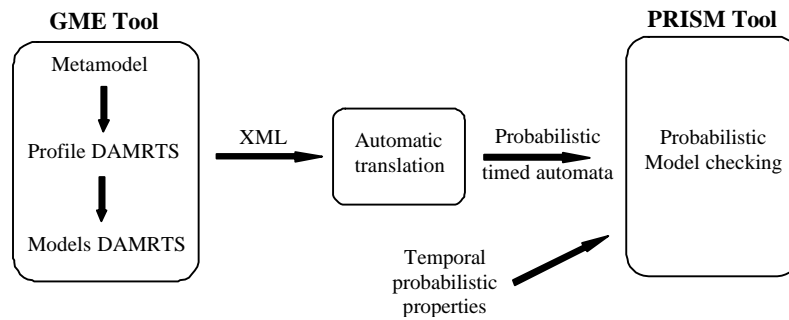 GME Tool
Metamodel
Profile DAMRTS
Models DAMRTS
XML
Automatic
translation
Probabilistic
timed automata
Temporal
probabilistic
properties
PRISM Tool
Probabilistic
Model checking